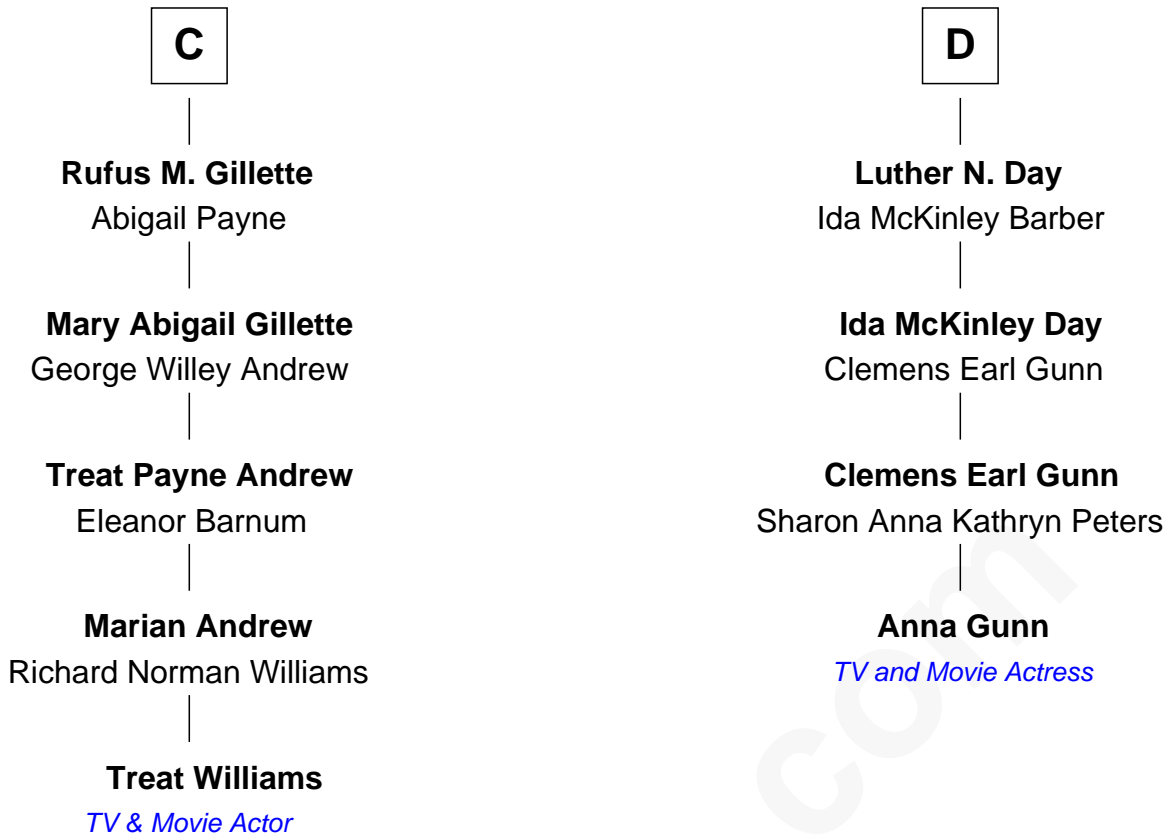 C
Rufus M. Gillette
Abigail Payne
Mary Abigail Gillette
George Willey Andrew
Treat Payne Andrew
Eleanor Barnum
Marian Andrew
Richard Norman Williams
Treat Williams
TV & Movie Actor
D
Luther N. Day
Ida McKinley Barber
Ida McKinley Day
Clemens Earl Gunn
Clemens Earl Gunn
Sharon Anna Kathryn Peters
Anna Gunn
TV and Movie Actress
com